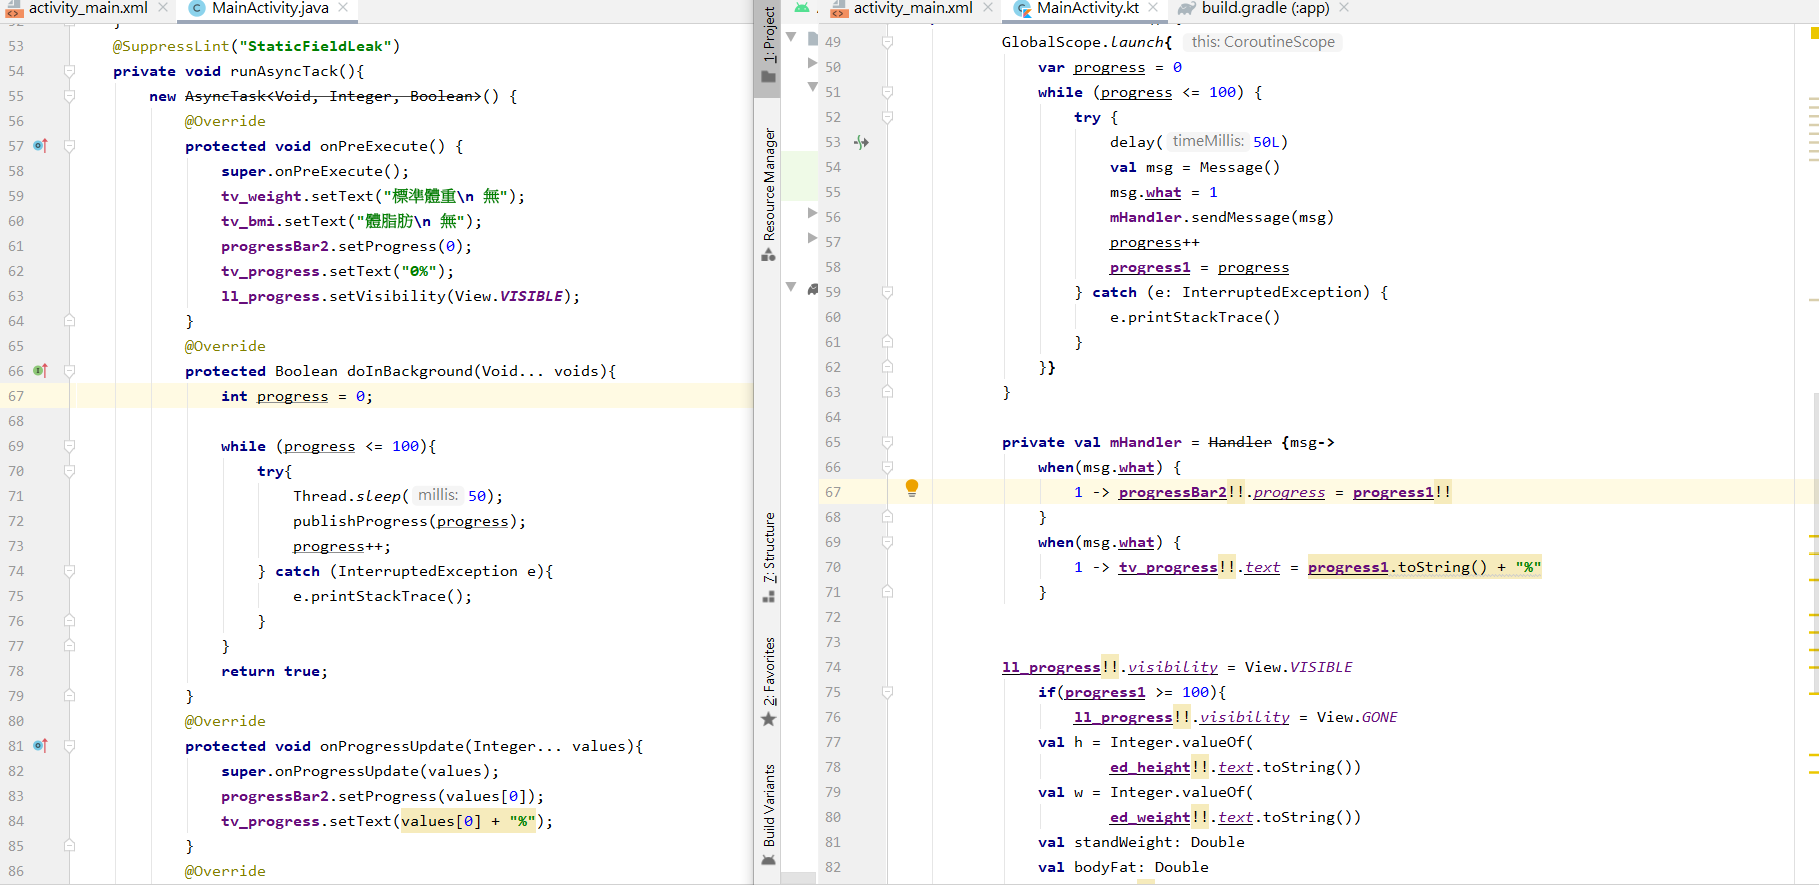 activity_main.xml
MainActivity.java
53 @SuppressLint("StaticFieldLeak")
54 private void runAsyncTack(){
55 new AsyncTask<Void, Integer, Boolean>() {
56 @Override
57 protected void onPreExecute() {
58 super.onPreExecute();
59 tv_weight.setText("標準體重\n 無");
60 tv_bmi.setText("體脂肪\n 無");
61 progressBar2.setProgress(0);
62 tv_progress.setText("0%");
63 ll_progress.setVisibility(View.VISIBLE);
64 }
65 @Override
66 protected Boolean doInBackground(Void... voids){
67 int progress = 0;
68
69 while (progress <= 100){
70 try{
71 Thread.sleep( millis: 50);
72 publishProgress(progress);
73 progress++;
74 } catch (InterruptedException e){
75 e.printStackTrace();
76 }
77 }
78 return true;
79 }
80 @Override
81 protected void onProgressUpdate(Integer... values){
82 super.onProgressUpdate(values);
83 progressBar2.setProgress(values[0]);
84 tv_progress.setText(values[0] + "%");
85 }
86 @Override
1: Project
Resource Manager
7: Structure
2: Favorites
Build Variants
activity_main.xml
MainActivity.kt
build.gradle (:app)
49 GlobalScope.launch{ this: CoroutineScope
50 var progress = 0
51 while (progress <= 100) {
52 try {
53 delay( timeMillis: 50L)
54 val msg = Message()
55 msg.what = 1
56 mHandler.sendMessage(msg)
57 progress++
58 progress1 = progress
59 } catch (e: InterruptedException) {
60 e.printStackTrace()
61 }
62 }}
63 }
64
65 private val mHandler = Handler {msg->
66 when(msg.what) {
67 1 -> progressBar2!!.progress = progress1!!
68 }
69 when(msg.what) {
70 1 -> tv_progress!!.text = progress1.toString() + "%"
71 }
72
73
74 ll_progress!!.visibility = View.VISIBLE
75 if(progress1 >= 100){
76 ll_progress!!.visibility = View.GONE
77 val h = Integer.valueOf(
78 ed_height!!.text.toString())
79 val w = Integer.valueOf(
80 ed_weight!!.text.toString())
81 val standWeight: Double
82 val bodyFat: Double